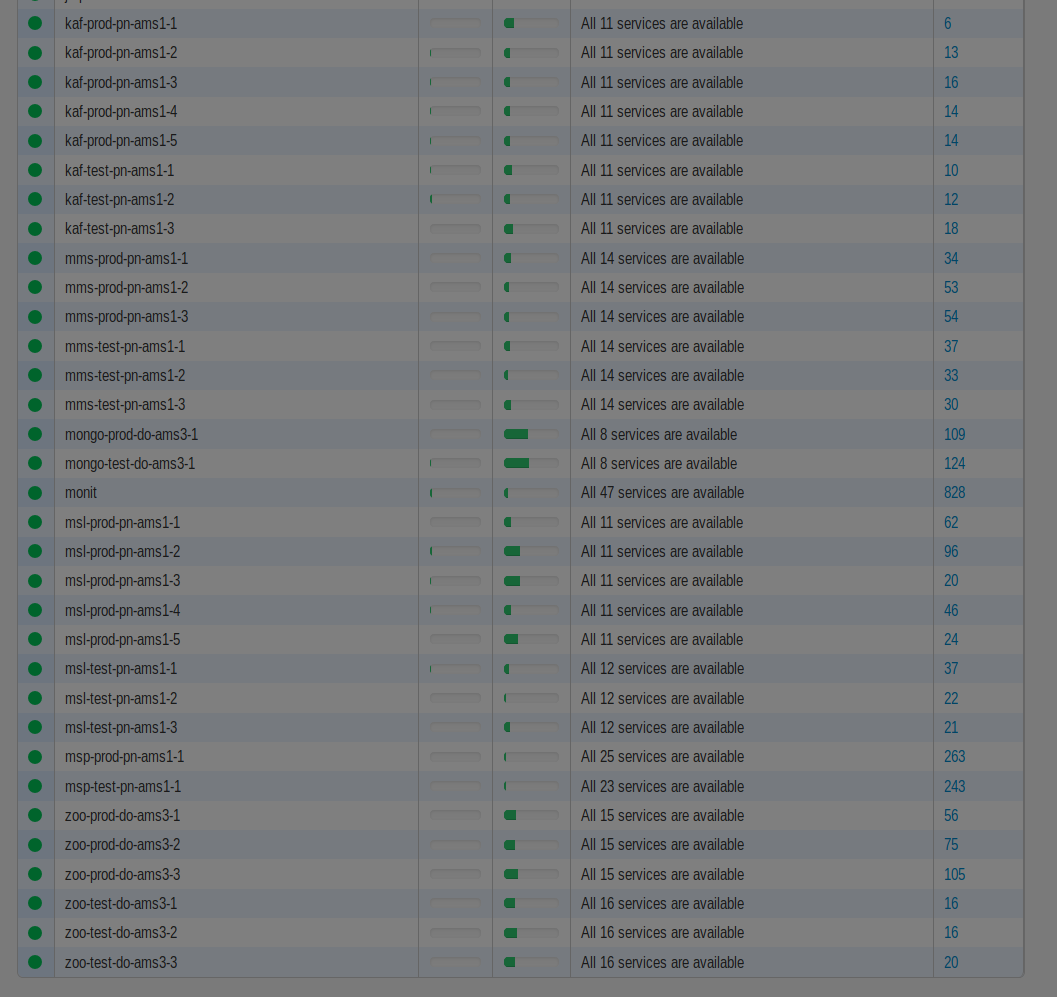 kaf-prod-pn-ams1-1 All 11 services are available 6
kaf-prod-pn-ams1-2 All 11 services are available 13
kaf-prod-pn-ams1-3 All 11 services are available 16
kaf-prod-pn-ams1-4 All 11 services are available 14
kaf-prod-pn-ams1-5 All 11 services are available 14
kaf-test-pn-ams1-1 All 11 services are available 10
kaf-test-pn-ams1-2 All 11 services are available 12
kaf-test-pn-ams1-3 All 11 services are available 18
mms-prod-pn-ams1-1 All 14 services are available 34
mms-prod-pn-ams1-2 All 14 services are available 53
mms-prod-pn-ams1-3 All 14 services are available 54
mms-test-pn-ams1-1 All 14 services are available 37
mms-test-pn-ams1-2 All 14 services are available 33
mms-test-pn-ams1-3 All 14 services are available 30
mongo-prod-do-ams3-1 All 8 services are available 109
mongo-test-do-ams3-1 All 8 services are available 124
monit All 47 services are available 828
msl-prod-pn-ams1-1 All 11 services are available 62
msl-prod-pn-ams1-2 All 11 services are available 96
msl-prod-pn-ams1-3 All 11 services are available 20
msl-prod-pn-ams1-4 All 11 services are available 46
msl-prod-pn-ams1-5 All 11 services are available 24
msl-test-pn-ams1-1 All 12 services are available 37
msl-test-pn-ams1-2 All 12 services are available 22
msl-test-pn-ams1-3 All 12 services are available 21
msp-prod-pn-ams1-1 All 25 services are available 263
msp-test-pn-ams1-1 All 23 services are available 243
zoo-prod-do-ams3-1 All 15 services are available 56
zoo-prod-do-ams3-2 All 15 services are available 75
zoo-prod-do-ams3-3 All 15 services are available 105
zoo-test-do-ams3-1 All 16 services are available 16
zoo-test-do-ams3-2 All 16 services are available 16
zoo-test-do-ams3-3 All 16 services are available 20